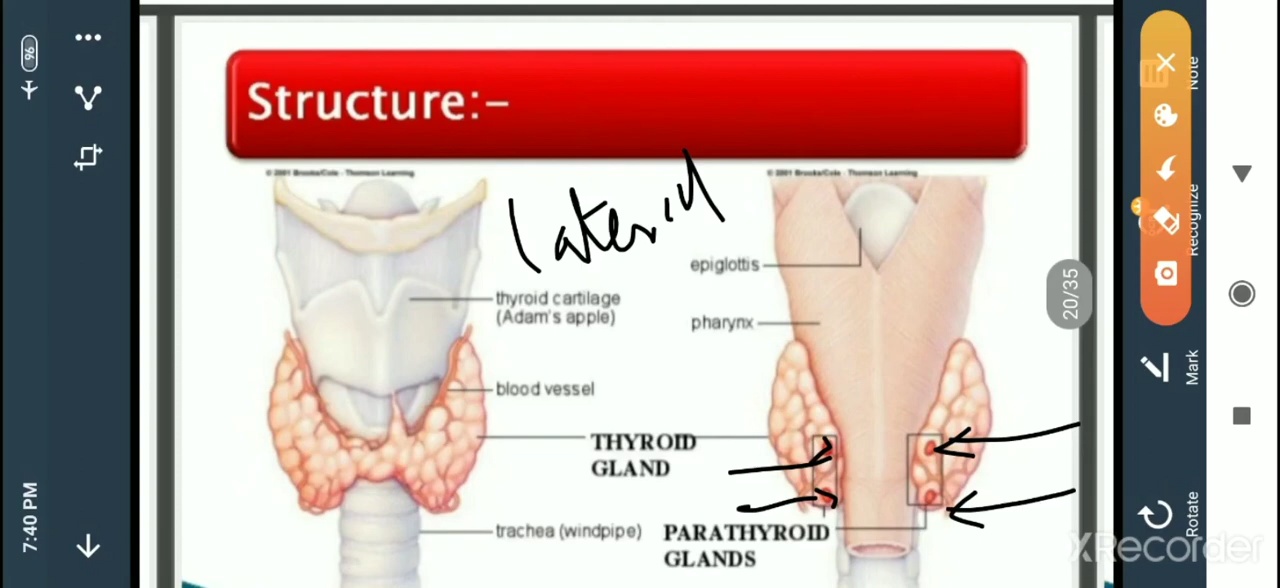 Structure:-
© 2001 Brooks/Cole - Thomson Learning
© 2001 Brooks/Cole - Thomson Learning
epiglottis
thyroid cartilage
(Adam's apple)
pharynx
blood vessel
THYROID
GLAND
trachea (windpipe)
PARATHYROID
GLANDS
20/35
96
7:40 PM
Note
Recognize
Mark
Rotate
XRecorder